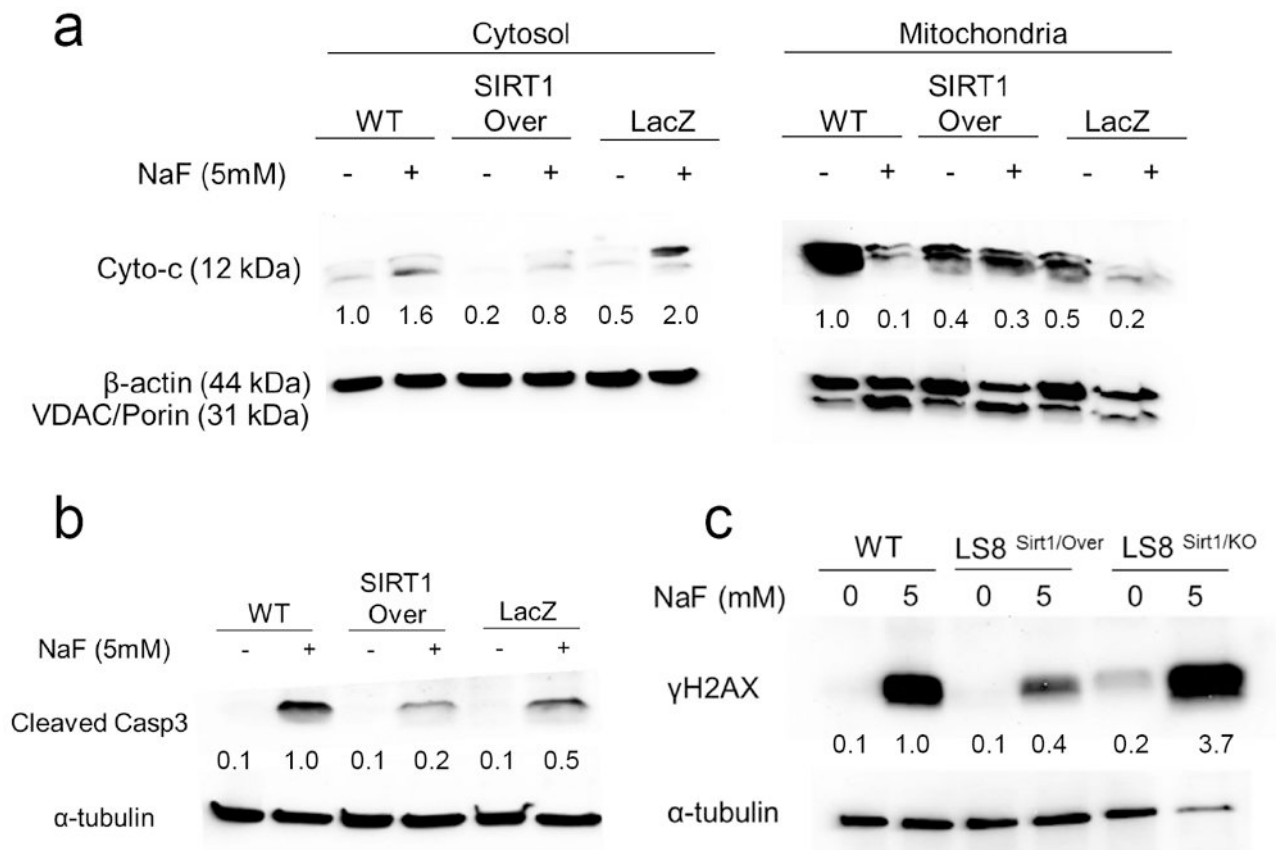 a
Cytosol
Mitochondria
WT
SIRT1
Over
LacZ
WT
SIRT1
Over
LacZ
NaF (5mM) - + - + - + - + - + - +
Cyto-c (12 kDa)
1.0 1.6 0.2 0.8 0.5 2.0 1.0 0.1 0.4 0.3 0.5 0.2
β-actin (44 kDa)
VDAC/Porin (31 kDa)
b
WT
SIRT1
Over
LacZ
NaF (5mM) - + - + - +
Cleaved Casp3
0.1 1.0 0.1 0.2 0.1 0.5
α-tubulin
c
WT LS8 Sirt1/Over LS8 Sirt1/KO
NaF (mM) 0 5 0 5 0 5
γH2AX
0.1 1.0 0.1 0.4 0.2 3.7
α-tubulin